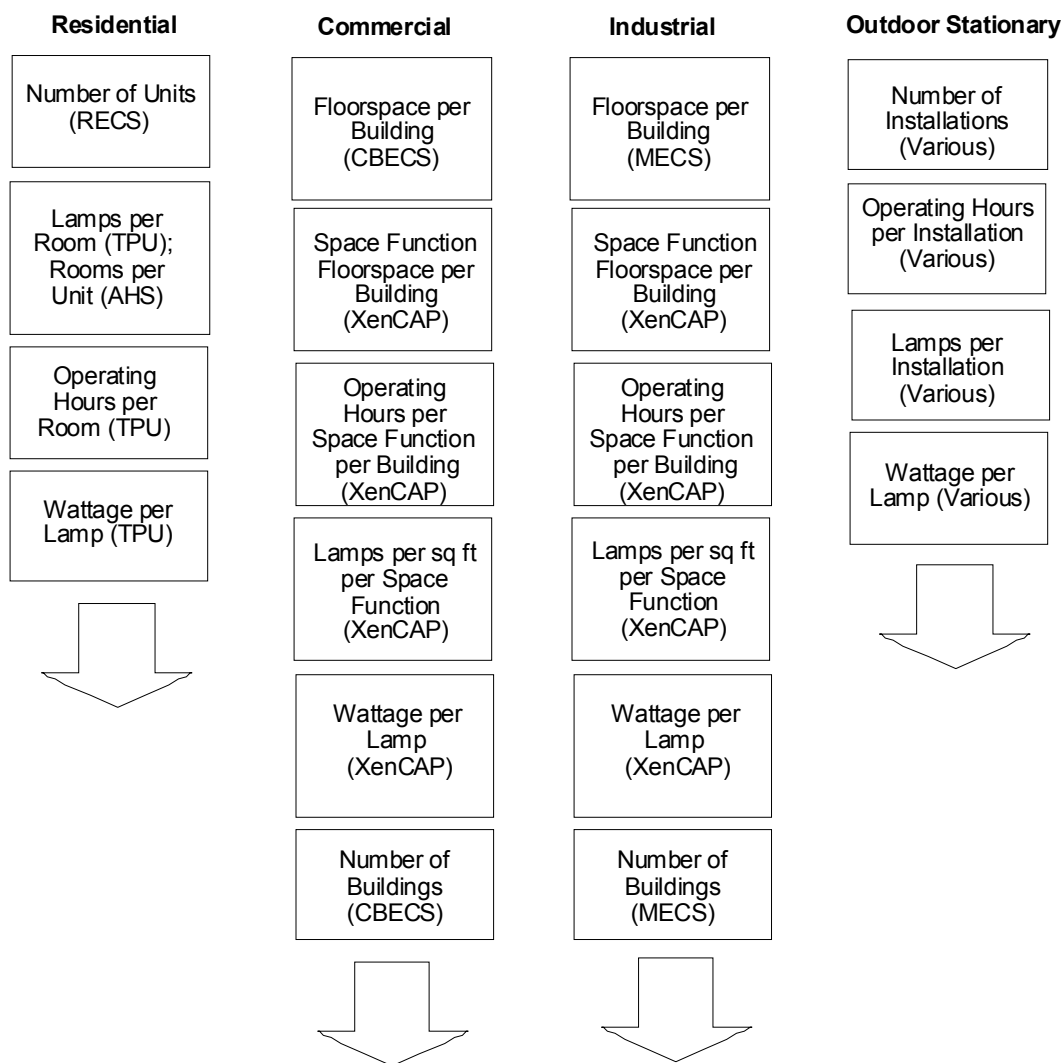 Residential
Number of Units
(RECS)
Lamps per
Room (TPU);
Rooms per
Unit (AHS)
Operating
Hours per
Room (TPU)
Wattage per
Lamp (TPU)
Commercial
Floorspace per
Building
(CBECS)
Space Function
Floorspace per
Building
(XenCAP)
Operating
Hours per
Space Function
per Building
(XenCAP)
Lamps per sq ft
per Space
Function
(XenCAP)
Wattage per
Lamp
(XenCAP)
Number of
Buildings
(CBECS)
Industrial
Floorspace per
Building
(MECS)
Space Function
Floorspace per
Building
(XenCAP)
Operating
Hours per
Space Function
per Building
(XenCAP)
Lamps per sq ft
per Space
Function
(XenCAP)
Wattage per
Lamp
(XenCAP)
Number of
Buildings
(MECS)
Outdoor Stationary
Number of
Installations
(Various)
Operating Hours
per Installation
(Various)
Lamps per
Installation
(Various)
Wattage per
Lamp (Various)